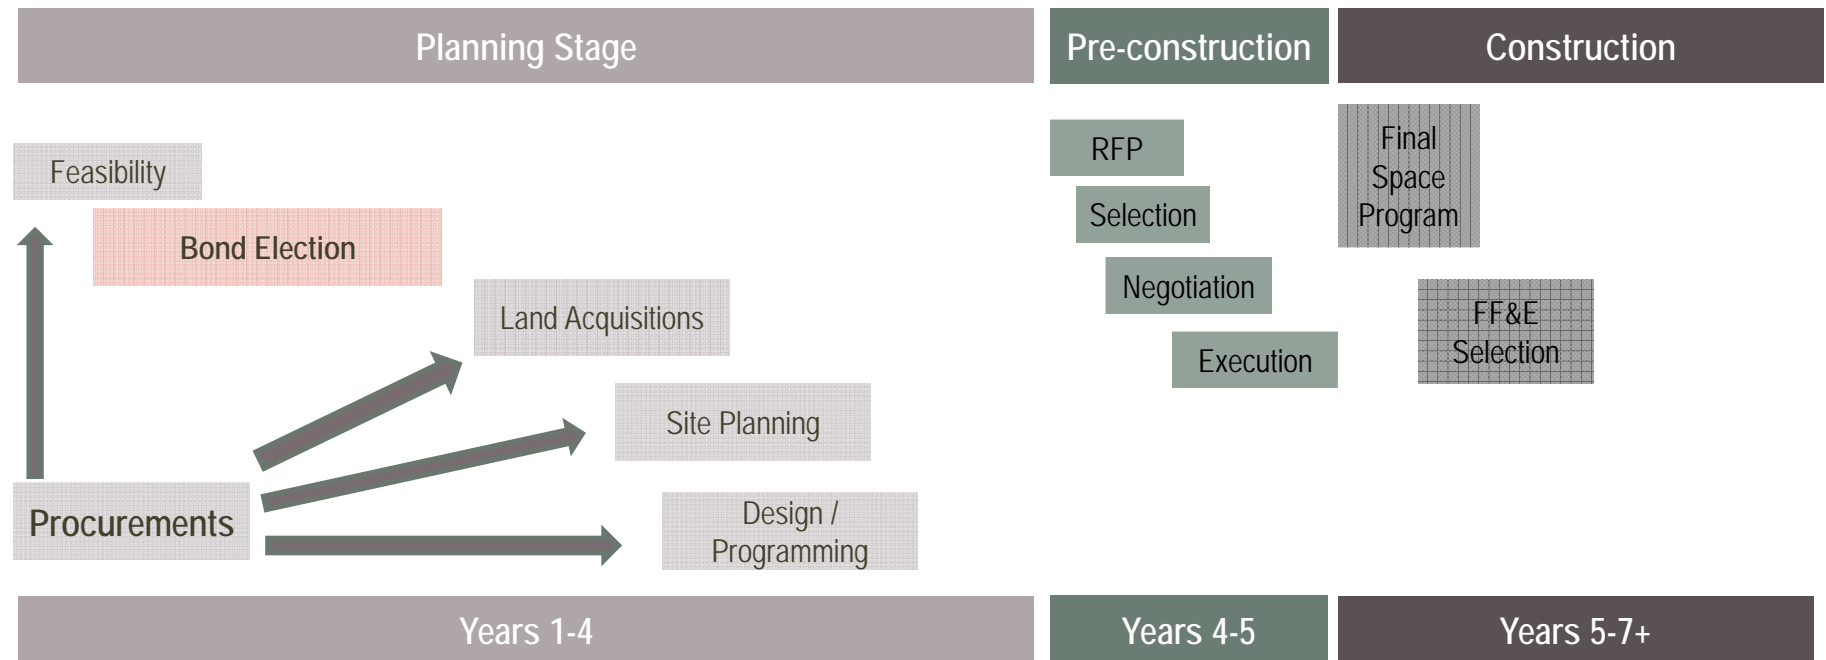 Planning Stage
Pre-construction
Construction
Feasibility
Bond Election
Land Acquisitions
Site Planning
Procurements
Design /
Programming
RFP
Selection
Negotiation
Execution
Final
Space
Program
FF&E
Selection
Years 1-4
Years 4-5
Years 5-7+